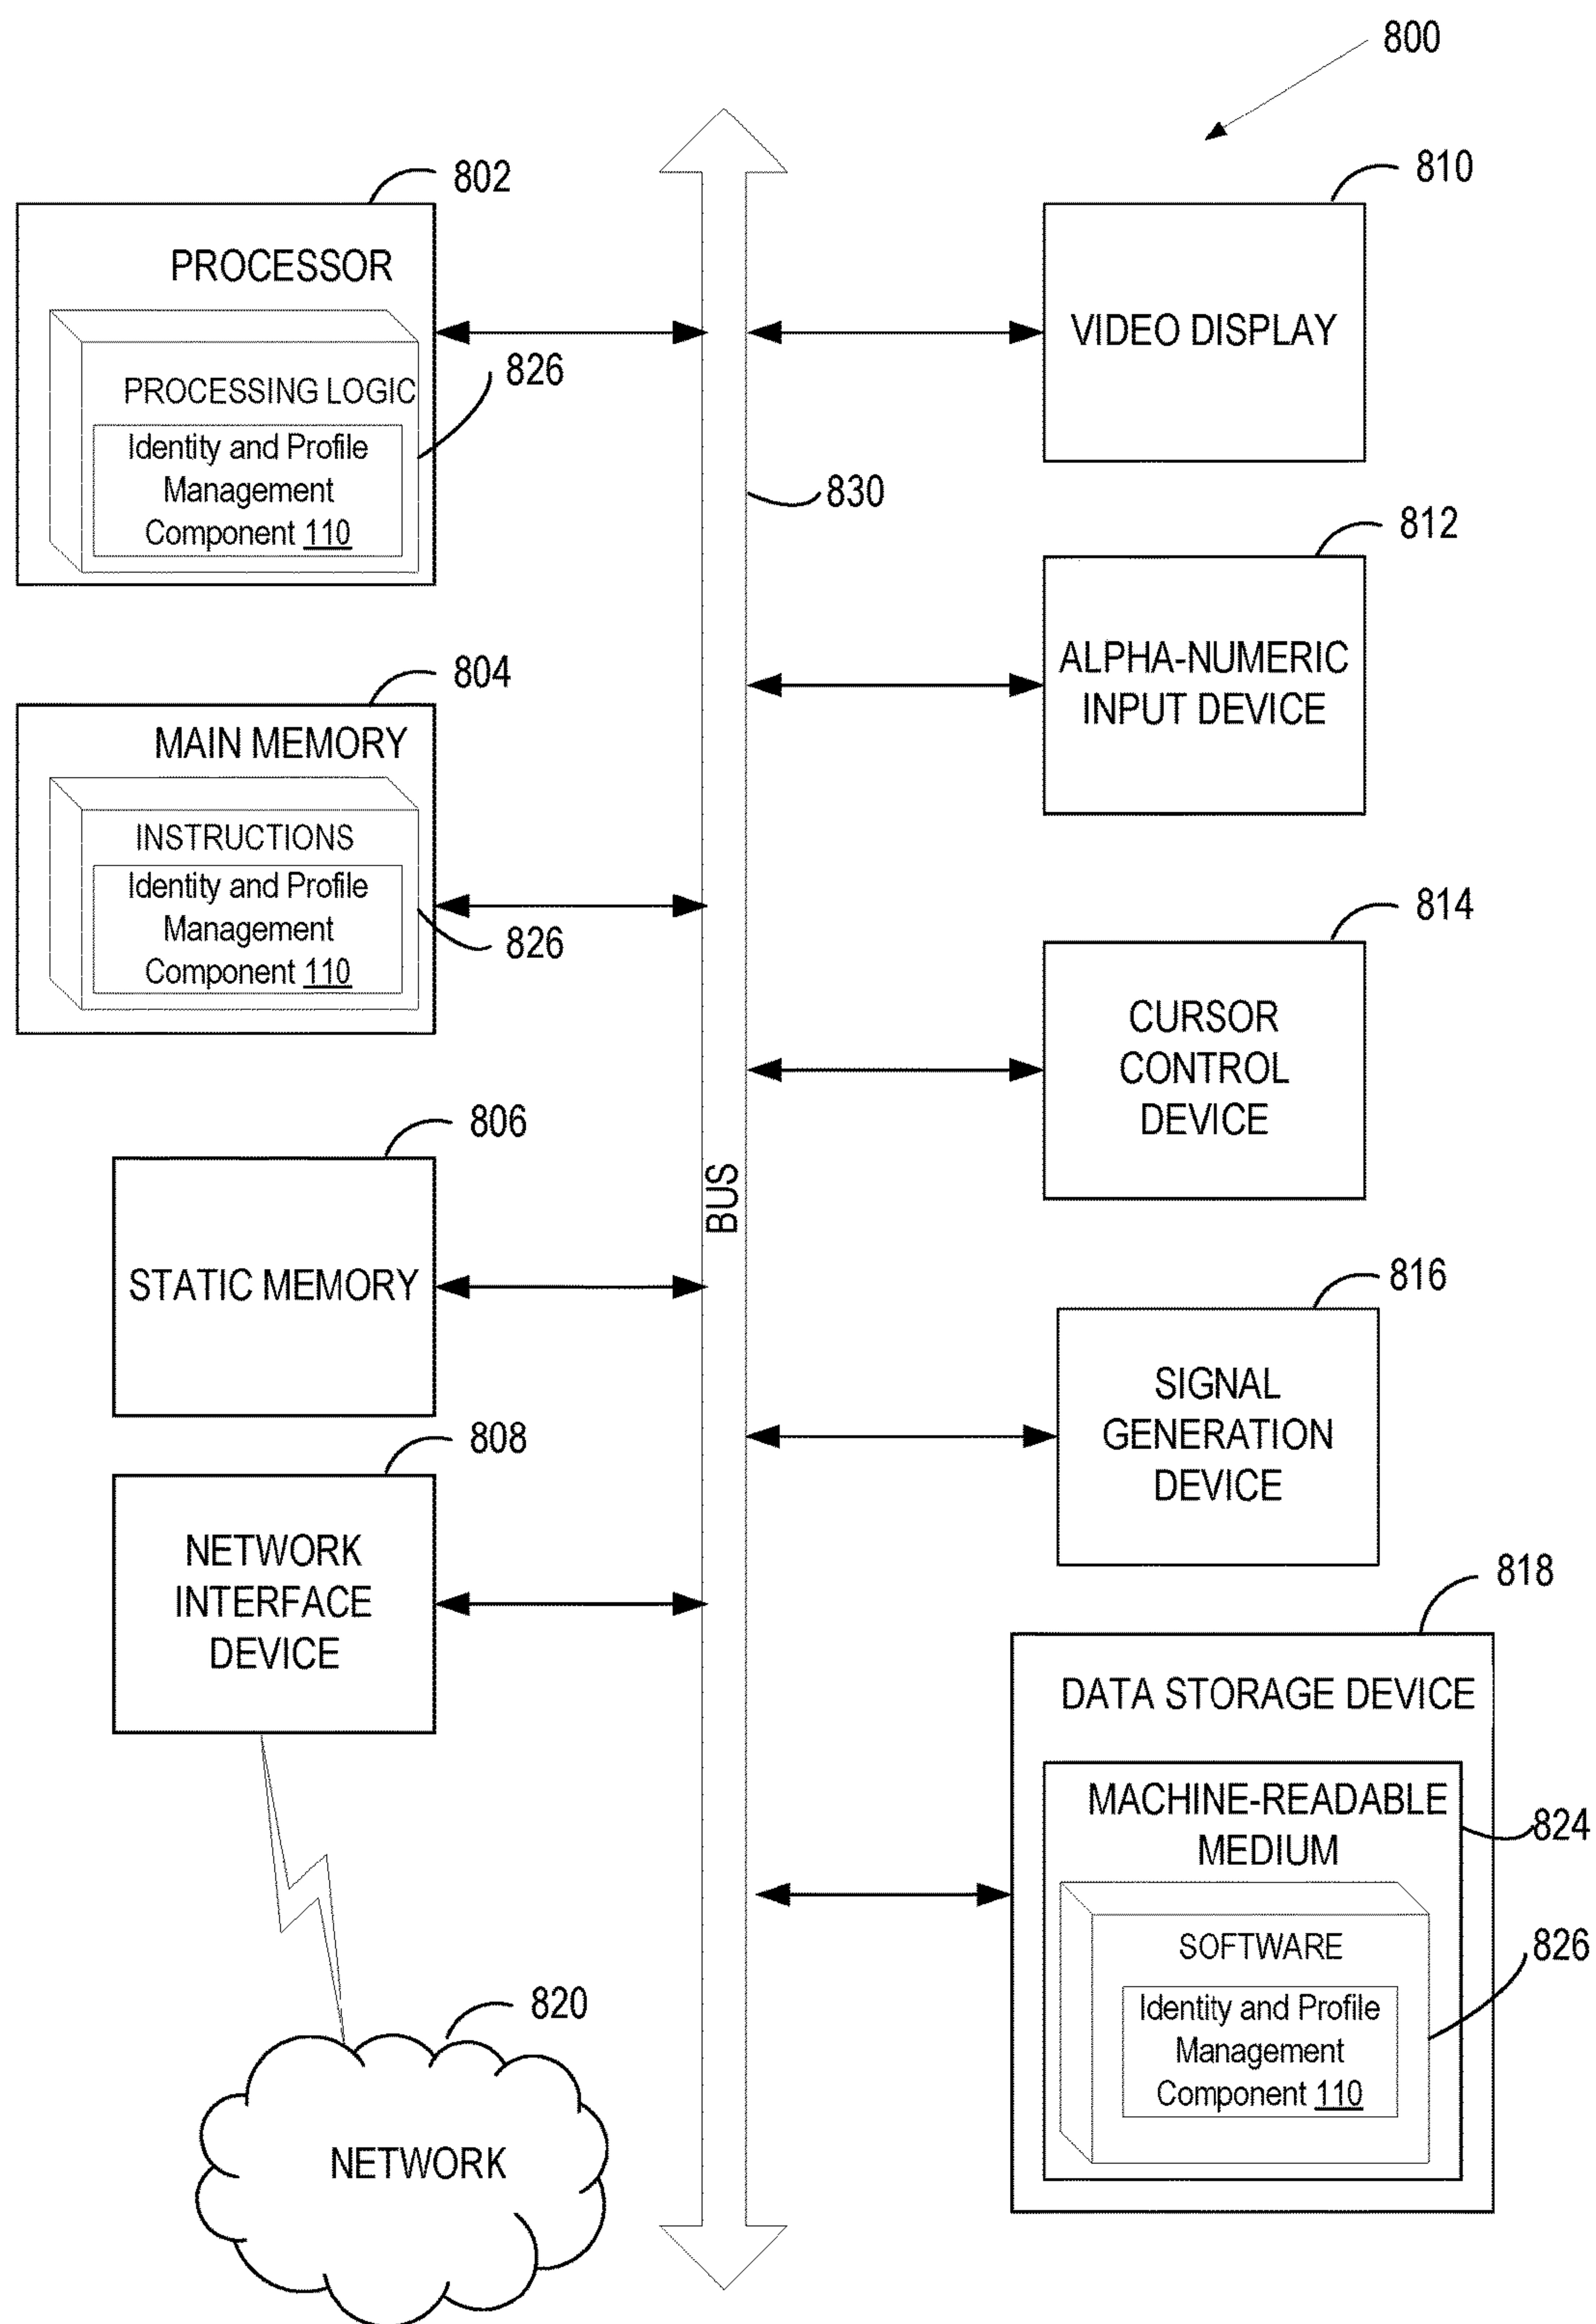 800
802
PROCESSOR
PROCESSING LOGIC
Identity and Profile
Management
Component 110
826
804
MAIN MEMORY
INSTRUCTIONS
Identity and Profile
Management
Component 110
826
806
STATIC MEMORY
808
NETWORK
INTERFACE
DEVICE
820
NETWORK
BUS
830
810
VIDEO DISPLAY
812
ALPHA-NUMERIC
INPUT DEVICE
814
CURSOR
CONTROL
DEVICE
816
SIGNAL
GENERATION
DEVICE
818
DATA STORAGE DEVICE
MACHINE-READABLE
MEDIUM
824
SOFTWARE
826
Identity and Profile
Management
Component 110